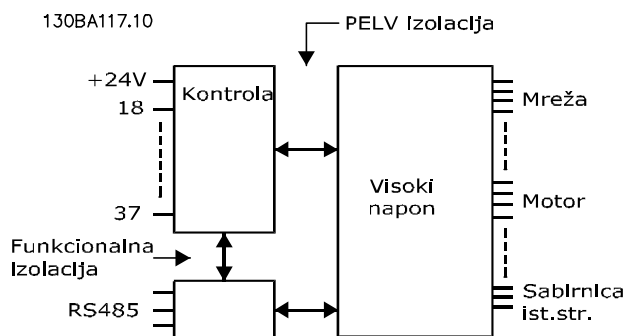 130BA117.10
PELV izolacija
+24V
Kontrola
18
Mreža
Visoki
napon
37
Motor
Funkcionalna
izolacija
RS485
Sabirnica
ist.str.